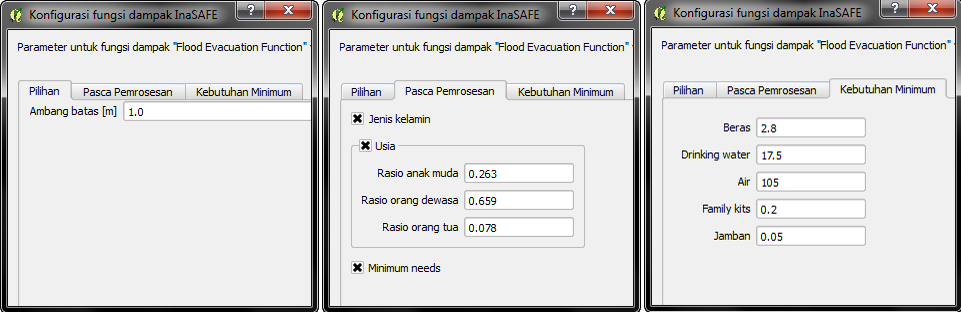 Konfigurasi fungsi dampak InaSAFE
Parameter untuk fungsi dampak "Flood Evacuation Function"
Pilihan
Pasca Pemrosesan
Kebutuhan Minimum
Ambang batas [m] 1.0
Konfigurasi fungsi dampak InaSAFE
Parameter untuk fungsi dampak "Flood Evacuation Function"
Pilihan
Pasca Pemrosesan
Kebutuhan Minimum
Jenis kelamin
Usia
Rasio anak muda 0.263
Rasio orang dewasa 0.659
Rasio orang tua 0.078
Minimum needs
Konfigurasi fungsi dampak InaSAFE
Parameter untuk fungsi dampak "Flood Evacuation Function"
Pilihan
Pasca Pemrosesan
Kebutuhan Minimum
Beras 2.8
Drinking water 17.5
Air 105
Family kits 0.2
Jamban 0.05